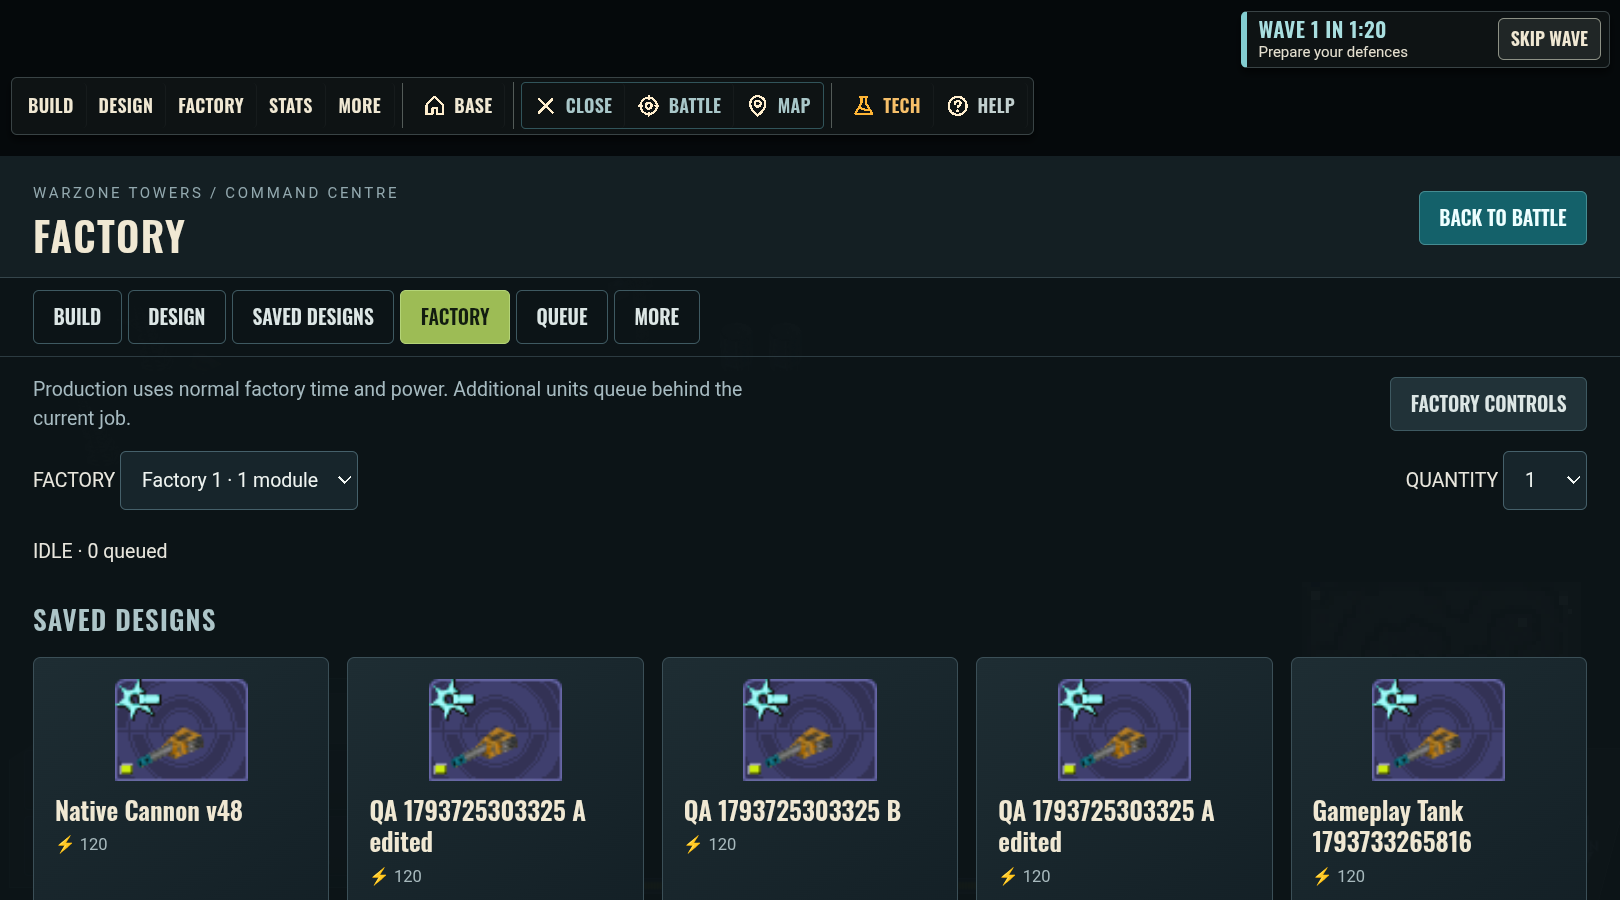 WAVE 1 IN 1:20
Prepare your defences
SKIP WAVE
BUILD DESIGN FACTORY STATS MORE BASE CLOSE BATTLE MAP TECH HELP
WARZONE TOWERS / COMMAND CENTRE
FACTORY
BACK TO BATTLE
BUILD DESIGN SAVED DESIGNS FACTORY QUEUE MORE
Production uses normal factory time and power. Additional units queue behind the
current job.
FACTORY CONTROLS
FACTORY Factory 1 · 1 module
QUANTITY 1
IDLE · 0 queued
SAVED DESIGNS
Native Cannon v48
⚡ 120
QA 1793725303325 A
edited
⚡ 120
QA 1793725303325 B
⚡ 120
QA 1793725303325 A
edited
⚡ 120
Gameplay Tank
1793733265816
⚡ 120